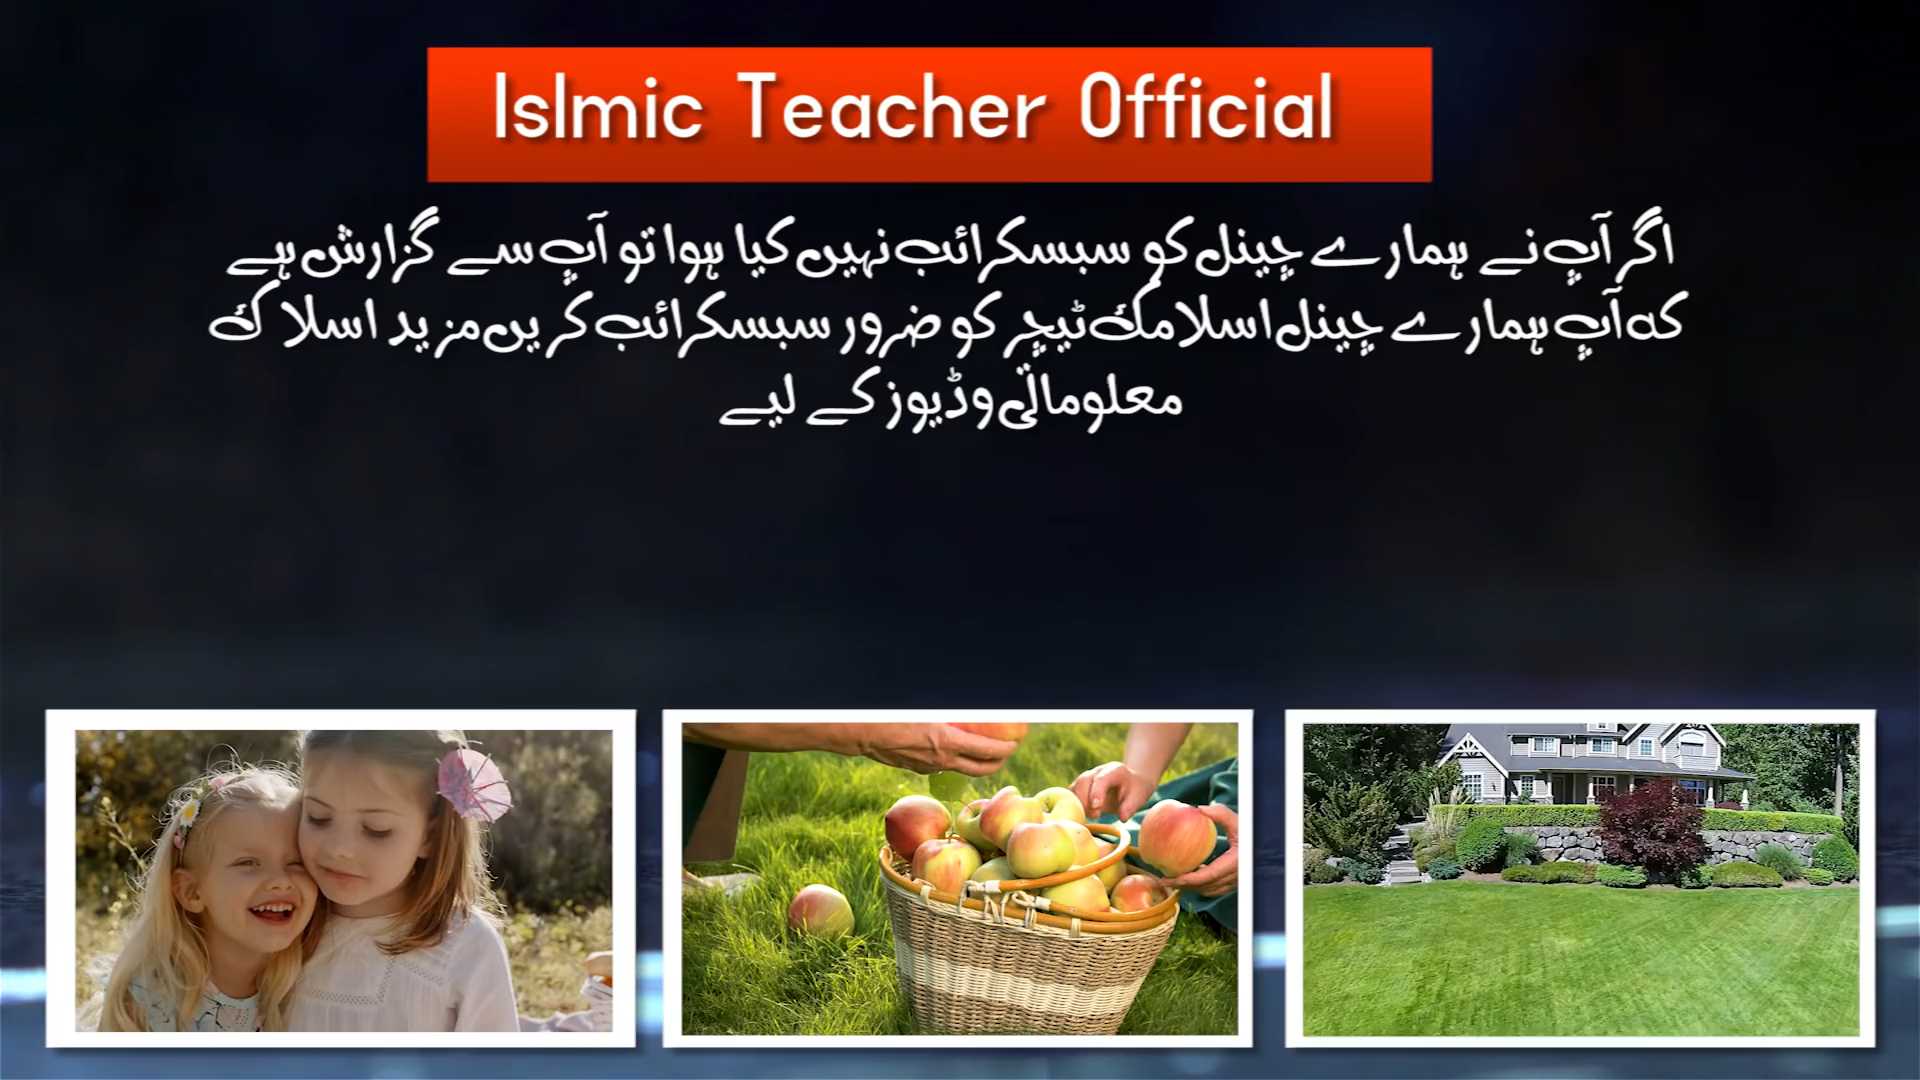 Islmic Teacher Official
اگر آپ نے ہمارے چینل کو سبسکرائب نہیں کیا ہوا تو آپ سے گزارش ہے
کہ آپ ہمارے چینل اسلامک ٹیچر کو ضرور سبسکرائب کریں مزید اسلا ک
معلوماتی وڈیوز کے لیے